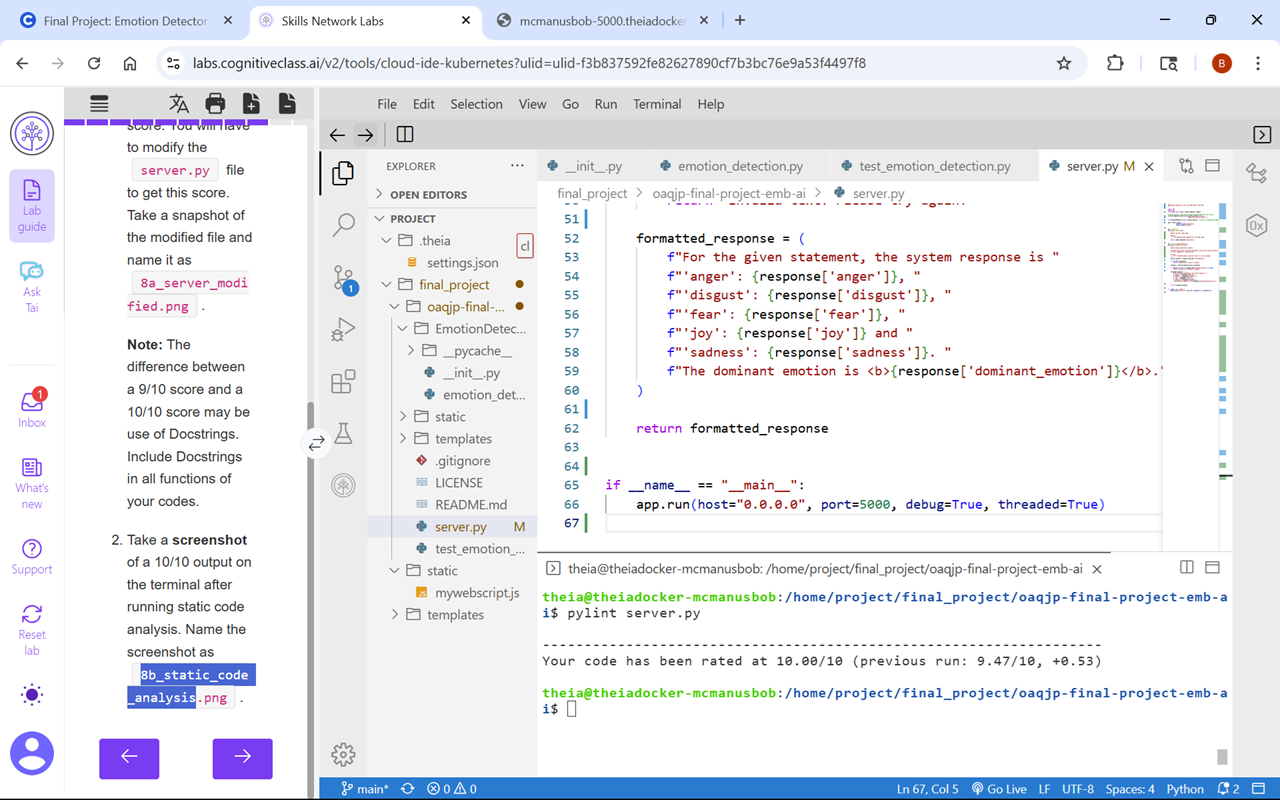 Final Project: Emotion Detector
Skills Network Labs
mcmanusbob-5000.theiadocker
labs.cognitiveclass.ai/v2/tools/cloud-ide-kubernetes?ulid=ulid-f3b837592fe82627890cf7b3bc76e9a53f4497f8
B
Lab
guide
Ask
Tai
1
Inbox
What's
new
Support
Reset
lab
score. You will have
to modify the
server.py file
to get this score.
Take a snapshot of
the modified file and
name it as
8a_server_modi
fied.png .
Note: The
difference between
a 9/10 score and a
10/10 score may be
use of Docstrings.
Include Docstrings
in all functions of
your codes.
2. Take a screenshot
of a 10/10 output on
the terminal after
running static code
analysis. Name the
screenshot as
8b_static_code
_analysis.png .
File Edit Selection View Go Run Terminal Help
EXPLORER
OPEN EDITORS
PROJECT
.theia
cl
settings.json
final_project
oaqjp-final-...
EmotionDetec...
__pycache__
__init__.py
emotion_det...
static
templates
.gitignore
LICENSE
README.md
server.py M
test_emotion_...
static
mywebscript.js
templates
1
__init__.py
emotion_detection.py
test_emotion_detection.py
server.py M
final_project > oaqjp-final-project-emb-ai > server.py
51
52 formatted_response = (
53 f"For the given statement, the system response is "
54 f"'anger': {response['anger']}, "
55 f"'disgust': {response['disgust']}, "
56 f"'fear': {response['fear']}, "
57 f"'joy': {response['joy']} and "
58 f"'sadness': {response['sadness']}. "
59 f"The dominant emotion is <b>{response['dominant_emotion']}</b>."
60 )
61
62 return formatted_response
63
64
65 if __name__ == "__main__":
66 app.run(host="0.0.0.0", port=5000, debug=True, threaded=True)
67
theia@theiadocker-mcmanusbob: /home/project/final_project/oaqjp-final-project-emb-ai
theia@theiadocker-mcmanusbob:/home/project/final_project/oaqjp-final-project-emb-a
i$ pylint server.py
--------------------------------------------------------------------
Your code has been rated at 10.00/10 (previous run: 9.47/10, +0.53)
theia@theiadocker-mcmanusbob:/home/project/final_project/oaqjp-final-project-emb-a
i$
0x
main* 0 0 Ln 67, Col 5 Go Live LF UTF-8 Spaces: 4 Python 2